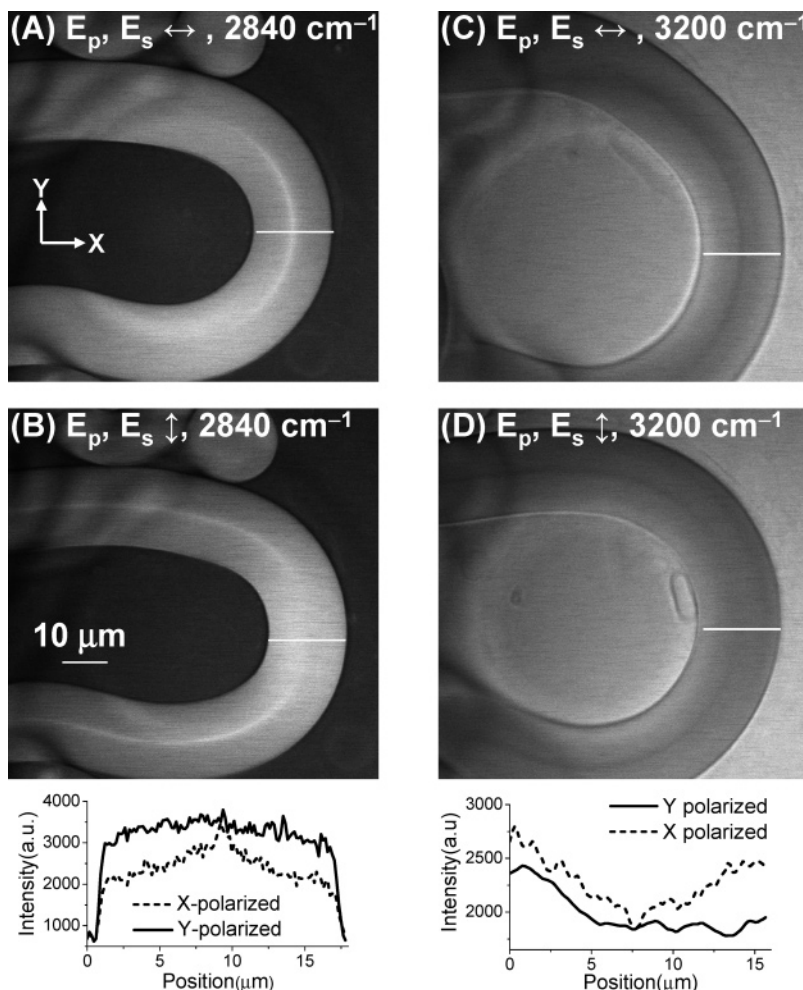 (A) Eₚ, Eₛ ↔ , 2840 cm⁻¹
Y
X
(B) Eₚ, Eₛ ↕, 2840 cm⁻¹
10 μm
4000
3000
2000
1000
Intensity(a.u.)
X-polarized
Y-polarized
0 5 10 15
Position(μm)
(C) Eₚ, Eₛ ↔ , 3200 cm⁻¹
(D) Eₚ, Eₛ ↕, 3200 cm⁻¹
3000
2500
2000
Intensity(a.u)
Y polarized
X polarized
0 5 10 15
Position(μm)